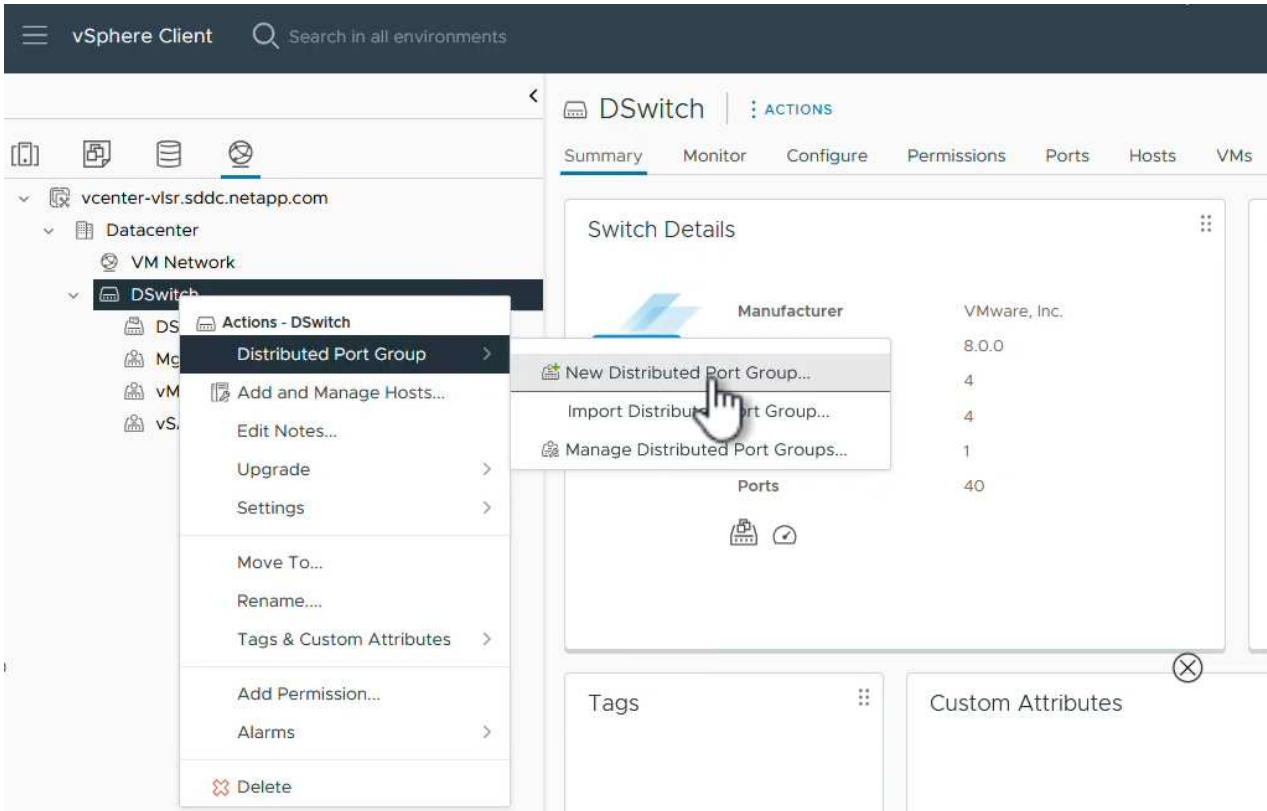 vSphere Client
Search in all environments
DSwitch
ACTIONS
Summary Monitor Configure Permissions Ports Hosts VMs
vcenter-vlsr.sddc.netapp.com
Datacenter
VM Network
DSwitch
DS
Mg
vM
vS
Actions - DSwitch
Distributed Port Group
Add and Manage Hosts...
Edit Notes...
Upgrade
Settings
Move To...
Rename....
Tags & Custom Attributes
Add Permission...
Alarms
Delete
New Distributed Port Group...
Import Distributed Port Group...
Manage Distributed Port Groups...
Switch Details
Manufacturer VMware, Inc.
8.0.0
4
4
1
Ports 40
Tags
Custom Attributes